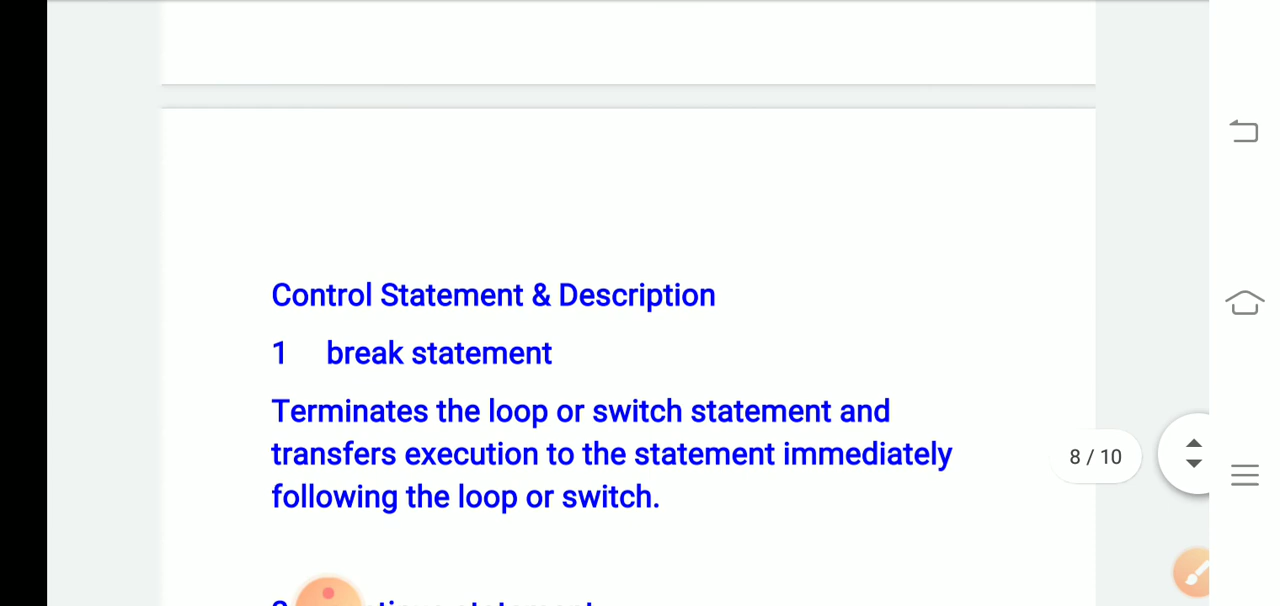 Control Statement & Description
1 break statement
Terminates the loop or switch statement and
transfers execution to the statement immediately
following the loop or switch.
8 / 10
statement